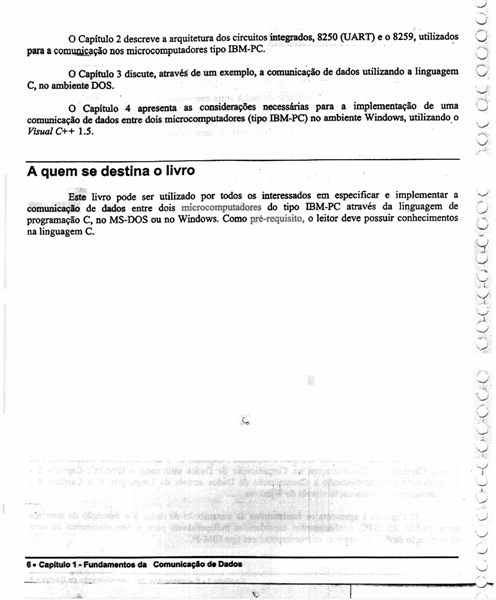 O Capítulo 2 descreve a arquitetura dos circuitos integrados, 8250 (UART) e o 8259, utilizados
para a comunicação nos microcomputadores tipo IBM-PC.
O Capítulo 3 discute, através de um exemplo, a comunicação de dados utilizando a linguagem
C, no ambiente DOS.
O Capítulo 4 apresenta as considerações necessárias para a implementação de uma
comunicação de dados entre dois microcomputadores (tipo IBM-PC) no ambiente Windows, utilizando o
Visual C++ 1.5.
A quem se destina o livro
Este livro pode ser utilizado por todos os interessados em especificar e implementar a
comunicação de dados entre dois microcomputadores do tipo IBM-PC através da linguagem de
programação C, no MS-DOS ou no Windows. Como pré-requisito, o leitor deve possuir conhecimentos
na linguagem C.
6 • Capítulo 1 - Fundamentos da Comunicação de Dados